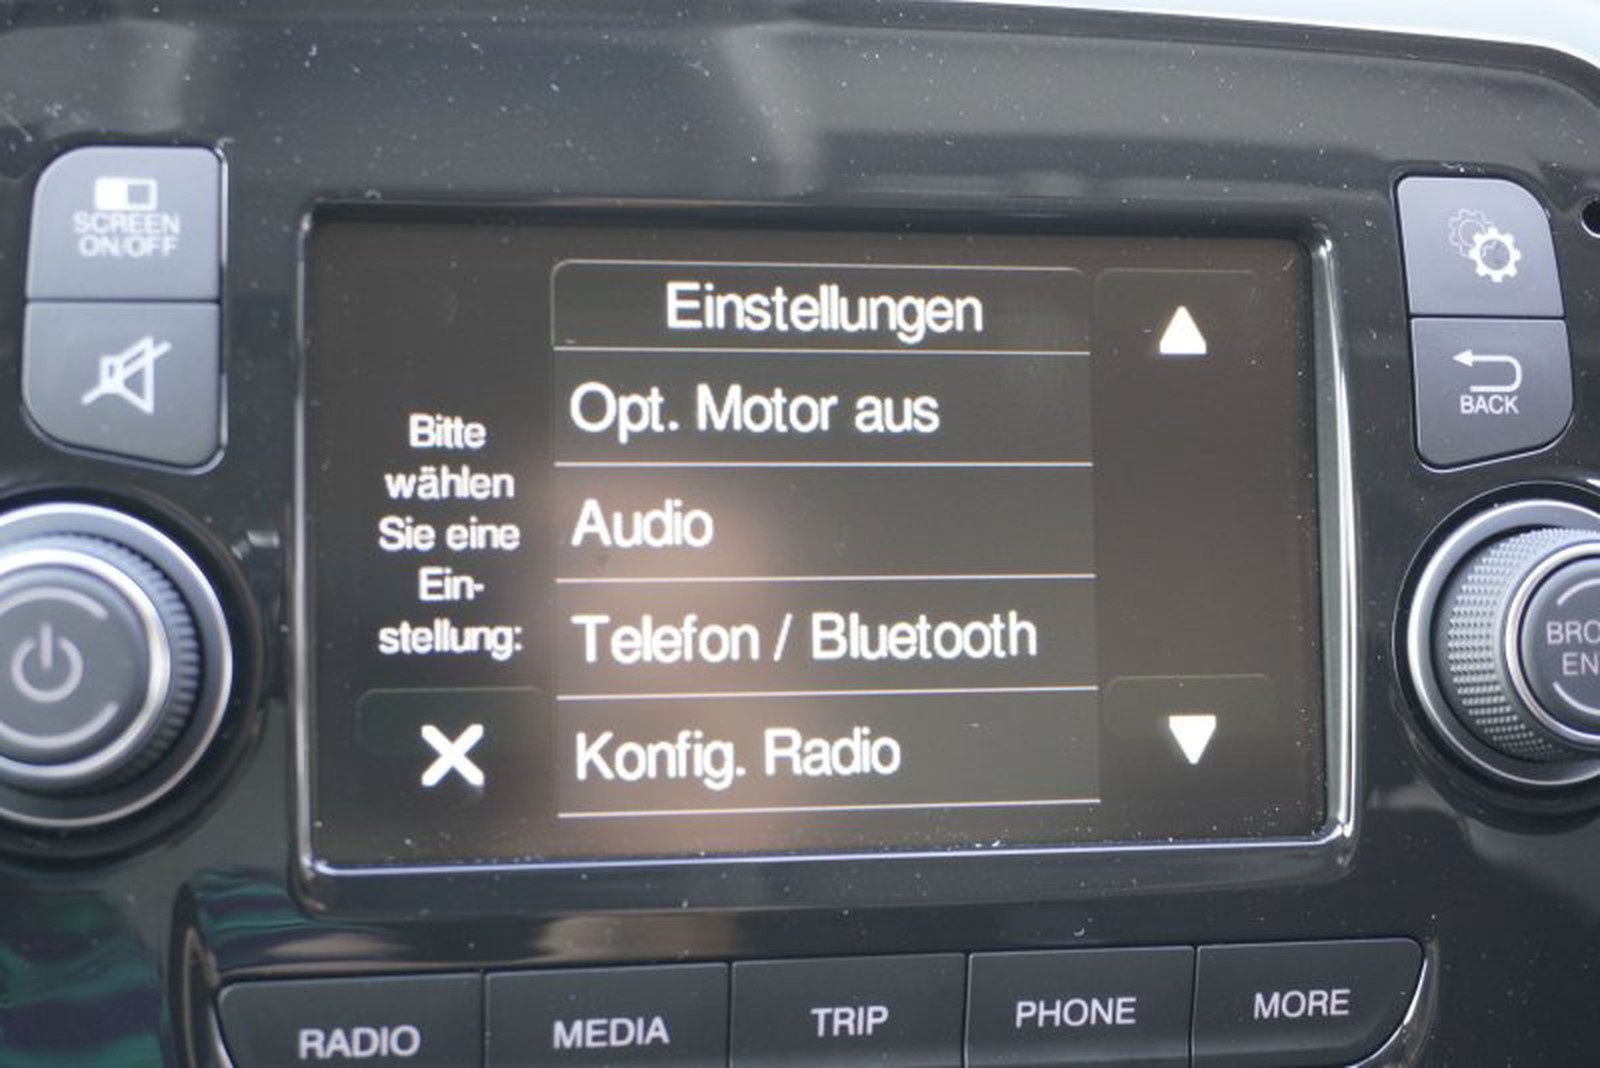 SCREEN
ON/OFF
Einstellungen
Opt. Motor aus
Audio
Telefon / Bluetooth
Konfig. Radio
Bitte
wählen
Sie eine
Ein-
stellung:
BACK
RADIO
MEDIA
TRIP
PHONE
MORE